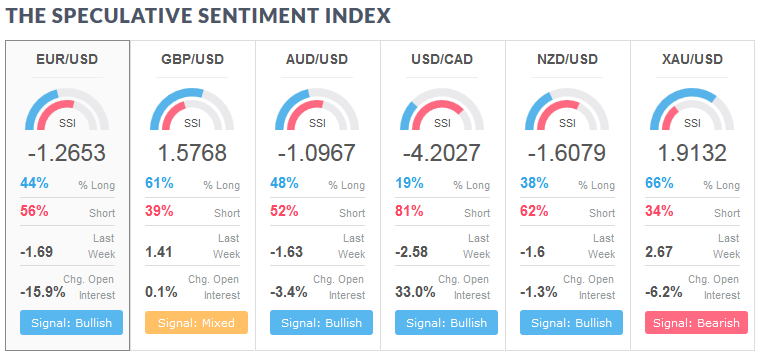 THE SPECULATIVE SENTIMENT INDEX
EUR/USD
SSI
-1.2653
44% % Long
56% Short
-1.69 Last Week
-15.9% Chg. Open Interest
Signal: Bullish
GBP/USD
SSI
1.5768
61% % Long
39% Short
1.41 Last Week
0.1% Chg. Open Interest
Signal: Mixed
AUD/USD
SSI
-1.0967
48% % Long
52% Short
-1.63 Last Week
-3.4% Chg. Open Interest
Signal: Bullish
USD/CAD
SSI
-4.2027
19% % Long
81% Short
-2.58 Last Week
33.0% Chg. Open Interest
Signal: Bullish
NZD/USD
SSI
-1.6079
38% % Long
62% Short
-1.6 Last Week
-1.3% Chg. Open Interest
Signal: Bullish
XAU/USD
SSI
1.9132
66% % Long
34% Short
2.67 Last Week
-6.2% Chg. Open Interest
Signal: Bearish